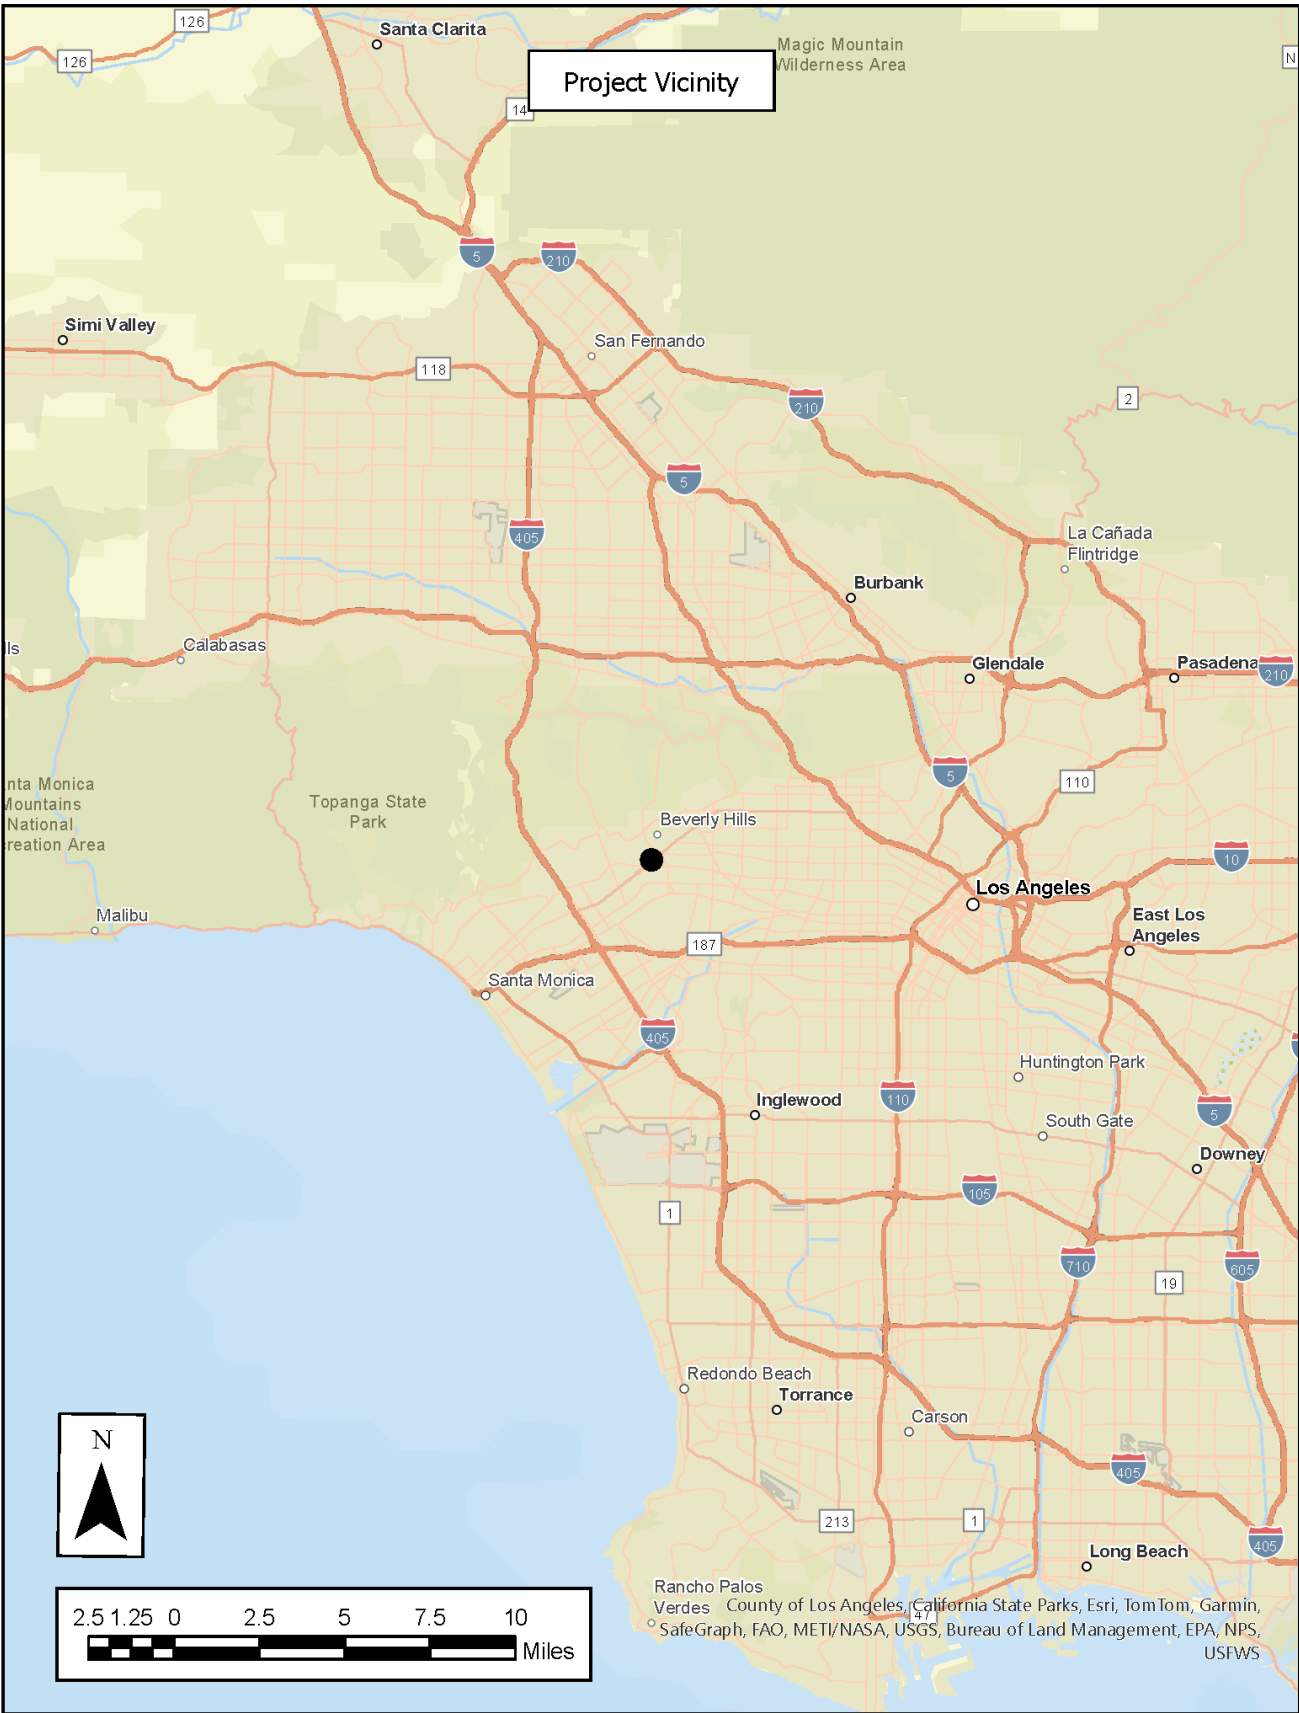 126
Santa Clarita
126
Magic Mountain
Wilderness Area
N
Project Vicinity
14
5
210
Simi Valley
San Fernando
118
210
2
5
405
La Cañada
Flintridge
Burbank
lls
Calabasas
Glendale
Pasadena
210
5
110
nta Monica
Mountains
National
creation Area
Topanga State
Park
Beverly Hills
10
Los Angeles
Malibu
East Los
Angeles
187
Santa Monica
405
Huntington Park
Inglewood
110
5
South Gate
Downey
105
1
710
605
19
Redondo Beach
Torrance
Carson
N
405
213
1
405
Long Beach
Rancho Palos
Verdes
47
2.5 1.25 0 2.5 5 7.5 10
Miles
County of Los Angeles, California State Parks, Esri, TomTom, Garmin,
SafeGraph, FAO, METI/NASA, USGS, Bureau of Land Management, EPA, NPS,
USFWS